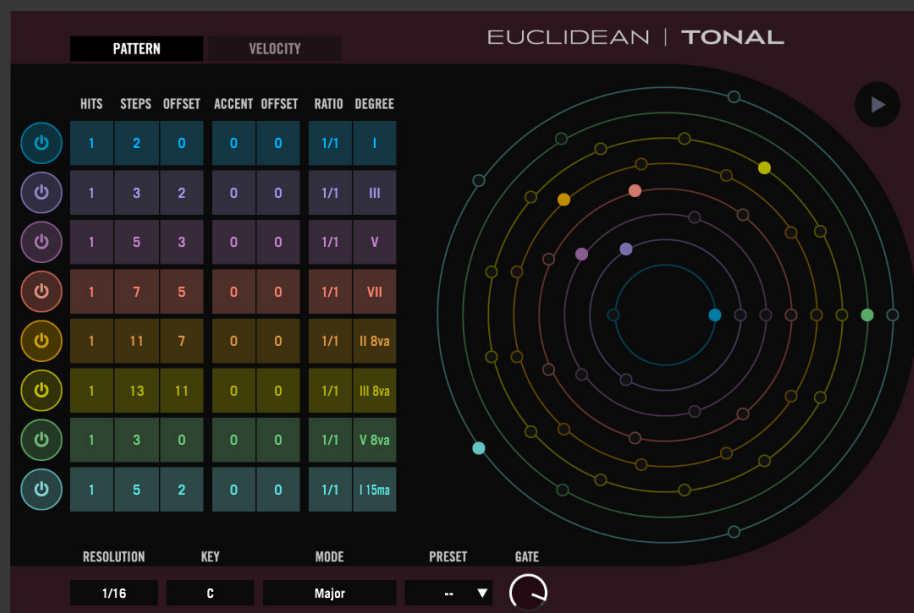 EUCLIDEAN | TONAL
PATTERN VELOCITY
HITS STEPS OFFSET ACCENT OFFSET RATIO DEGREE
1 2 0 0 0 1/1 I
1 3 2 0 0 1/1 III
1 5 3 0 0 1/1 V
1 7 5 0 0 1/1 VII
1 11 7 0 0 1/1 II 8va
1 13 11 0 0 1/1 III 8va
1 3 0 0 0 1/1 V 8va
1 5 2 0 0 1/1 I 15ma
RESOLUTION KEY MODE PRESET GATE
1/16 C Major --